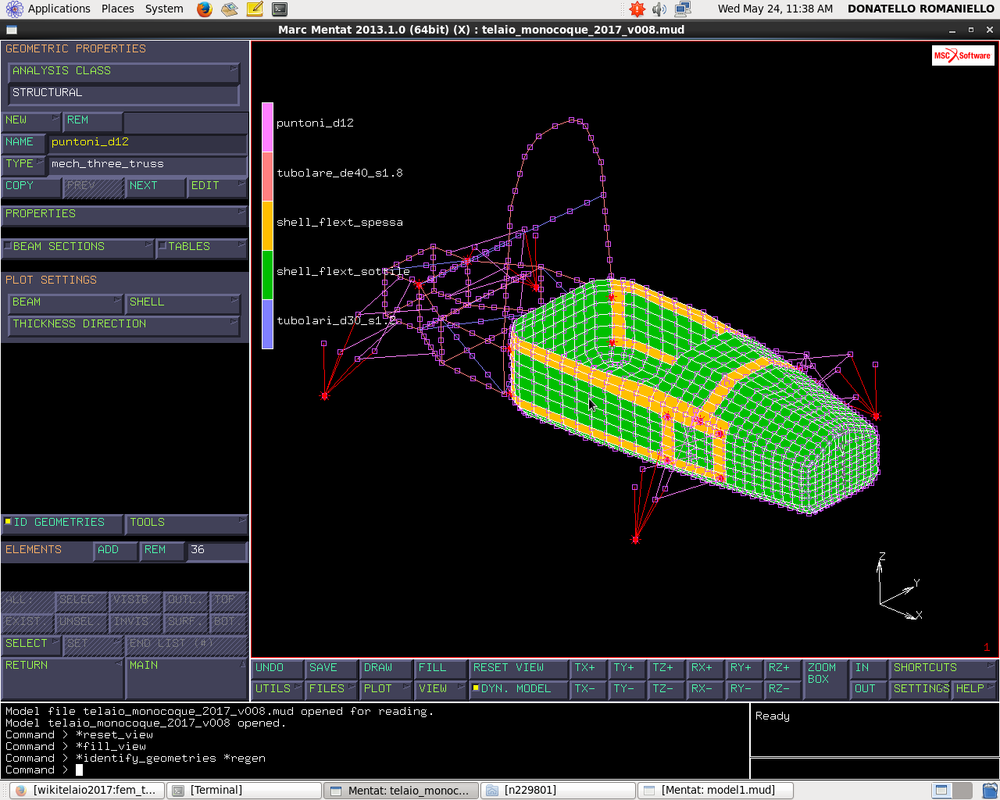 Applications Places System Wed May 24, 11:38 AM DONATELLO ROMANIELLO
Marc Mentat 2013.1.0 (64bit) (X) : telaio_monocoque_2017_v008.mud
GEOMETRIC PROPERTIES
ANALYSIS CLASS
STRUCTURAL
NEW REM
NAME puntoni_d12
TYPE mech_three_truss
COPY PREV NEXT EDIT
PROPERTIES
BEAM SECTIONS TABLES
PLOT SETTINGS
BEAM SHELL
THICKNESS DIRECTION
ID GEOMETRIES TOOLS
ELEMENTS ADD REM 36
ALL: SELEC. VISIB. OUTL. TOP
EXIST. UNSEL. INVIS. SURF. BOT
SELECT SET END LIST (#)
RETURN MAIN
MSC Software
puntoni_d12
tubolare_de40_s1.8
shell_flext_spessa
shell_flext_sottile
tubolari_d30_s1.
Z
Y
X
1
UNDO SAVE DRAW FILL RESET VIEW TX+ TY+ TZ+ RX+ RY+ RZ+ ZOOM BOX IN SHORTCUTS
UTILS FILES PLOT VIEW DYN. MODEL TX- TY- TZ- RX- RY- RZ- OUT SETTINGS HELP
Model file telaio_monocoque_2017_v008.mud opened for reading.
Model telaio_monocoque_2017_v008 opened.
Command > *reset_view
Command > *fill_view
Command > *identify_geometries *regen
Command >
Ready
[wikitelaio2017:fem_t... [Terminal] Mentat: telaio_monoc... [n229801] [Mentat: model1.mud]